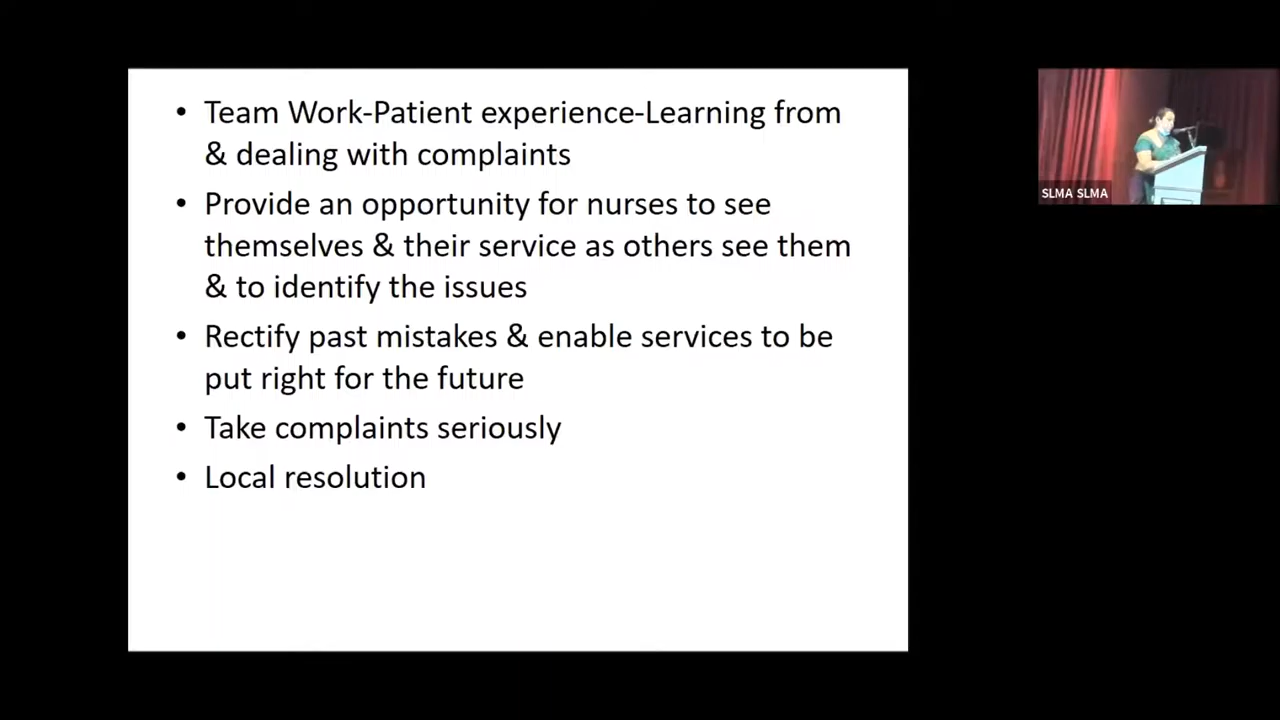 • Team Work-Patient experience-Learning from
& dealing with complaints
• Provide an opportunity for nurses to see
themselves & their service as others see them
& to identify the issues
• Rectify past mistakes & enable services to be
put right for the future
• Take complaints seriously
• Local resolution
SLMA SLMA